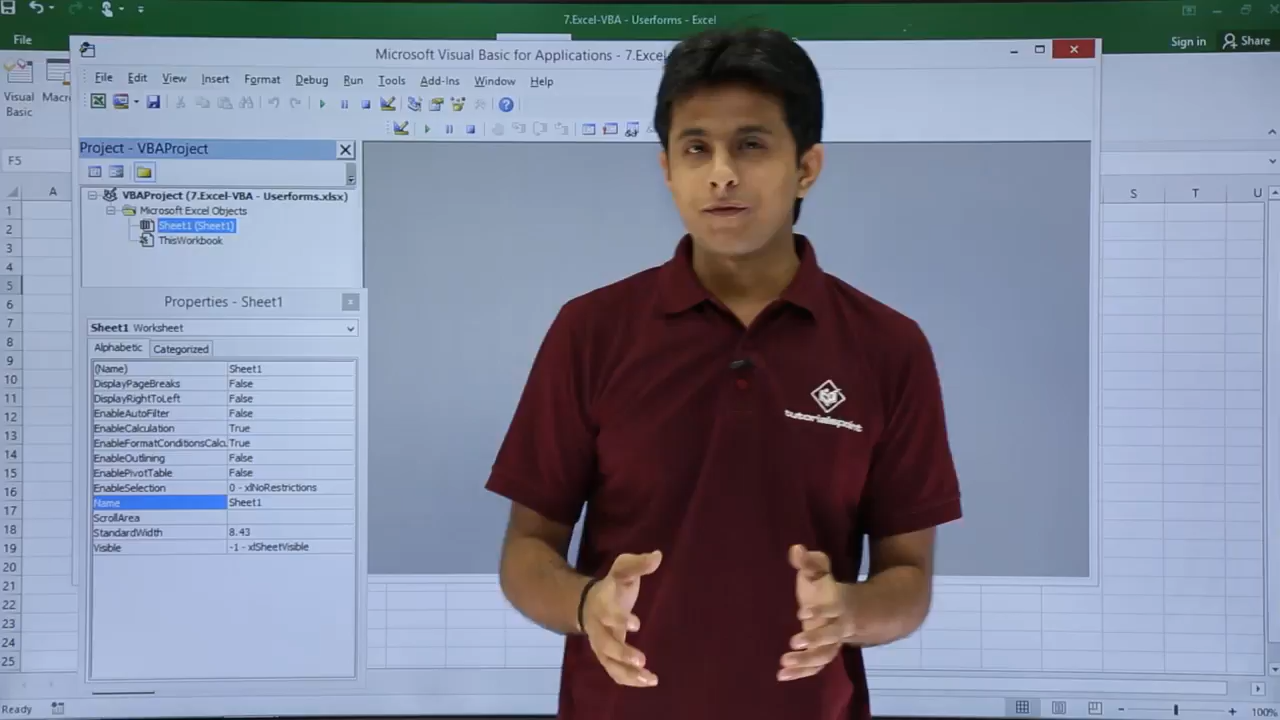 7.Excel-VBA - Userforms - Excel
File
Sign in
Share
Visual
Basic
Macro
Microsoft Visual Basic for Applications - 7.Excel
File Edit View Insert Format Debug Run Tools Add-Ins Window Help
Project - VBAProject
VBAProject (7.Excel-VBA - Userforms.xlsx)
Microsoft Excel Objects
Sheet1 (Sheet1)
ThisWorkbook
Properties - Sheet1
Sheet1 Worksheet
Alphabetic Categorized
(Name) Sheet1
DisplayPageBreaks False
DisplayRightToLeft False
EnableAutoFilter False
EnableCalculation True
EnableFormatConditionsCalcu True
EnableOutlining False
EnablePivotTable False
EnableSelection 0 - xlNoRestrictions
Name Sheet1
ScrollArea
StandardWidth 8.43
Visible -1 - xlSheetVisible
tutorialspoint
F5
A S T U
1
2
3
4
5
6
7
8
9
10
11
12
13
14
15
16
17
18
19
20
21
22
23
24
25
Ready
100%